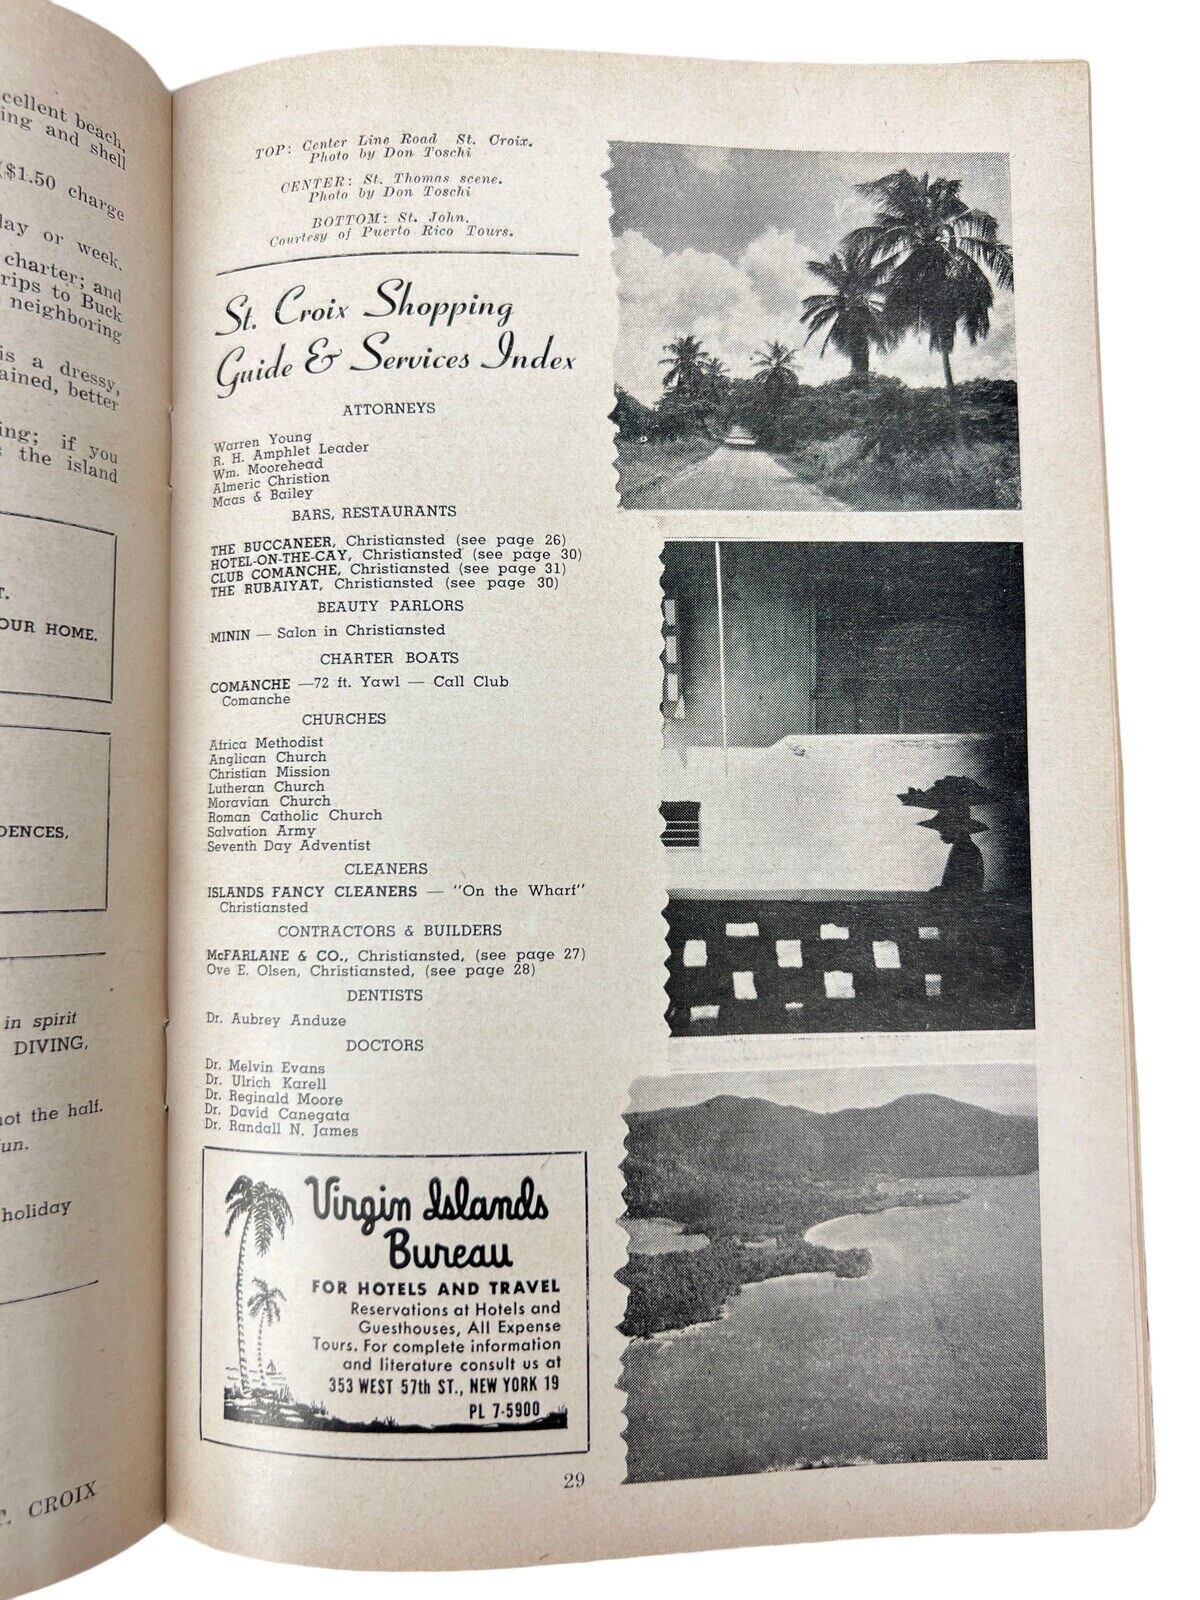 cellent beach,
ing and shell
($1.50 charge
day or week.
charter; and
rips to Buck
neighboring
is a dressy,
ained, better
ing; if you
s the island
T.
OUR HOME.
DENCES,
in spirit
DIVING,
not the half.
un.
holiday
T. CROIX
TOP: Center Line Road St. Croix.
Photo by Don Toschi
CENTER: St. Thomas scene.
Photo by Don Toschi
BOTTOM: St. John.
Courtesy of Puerto Rico Tours.
St. Croix Shopping
Guide & Services Index
ATTORNEYS
Warren Young
R. H. Amphlet Leader
Wm. Moorehead
Almeric Christion
Maas & Bailey
BARS, RESTAURANTS
THE BUCCANEER, Christiansted (see page 26)
HOTEL-ON-THE-CAY, Christiansted (see page 30)
CLUB COMANCHE, Christiansted (see page 31)
THE RUBAIYAT, Christiansted (see page 30)
BEAUTY PARLORS
MININ — Salon in Christiansted
CHARTER BOATS
COMANCHE —72 ft. Yawl — Call Club
Comanche
CHURCHES
Africa Methodist
Anglican Church
Christian Mission
Lutheran Church
Moravian Church
Roman Catholic Church
Salvation Army
Seventh Day Adventist
CLEANERS
ISLANDS FANCY CLEANERS — "On the Wharf"
Christiansted
CONTRACTORS & BUILDERS
McFARLANE & CO., Christiansted, (see page 27)
Ove E. Olsen, Christiansted, (see page 28)
DENTISTS
Dr. Aubrey Anduze
DOCTORS
Dr. Melvin Evans
Dr. Ulrich Karell
Dr. Reginald Moore
Dr. David Canegata
Dr. Randall N. James
Virgin Islands
Bureau
FOR HOTELS AND TRAVEL
Reservations at Hotels and
Guesthouses, All Expense
Tours. For complete information
and literature consult us at
353 WEST 57th ST., NEW YORK 19
PL 7-5900
29